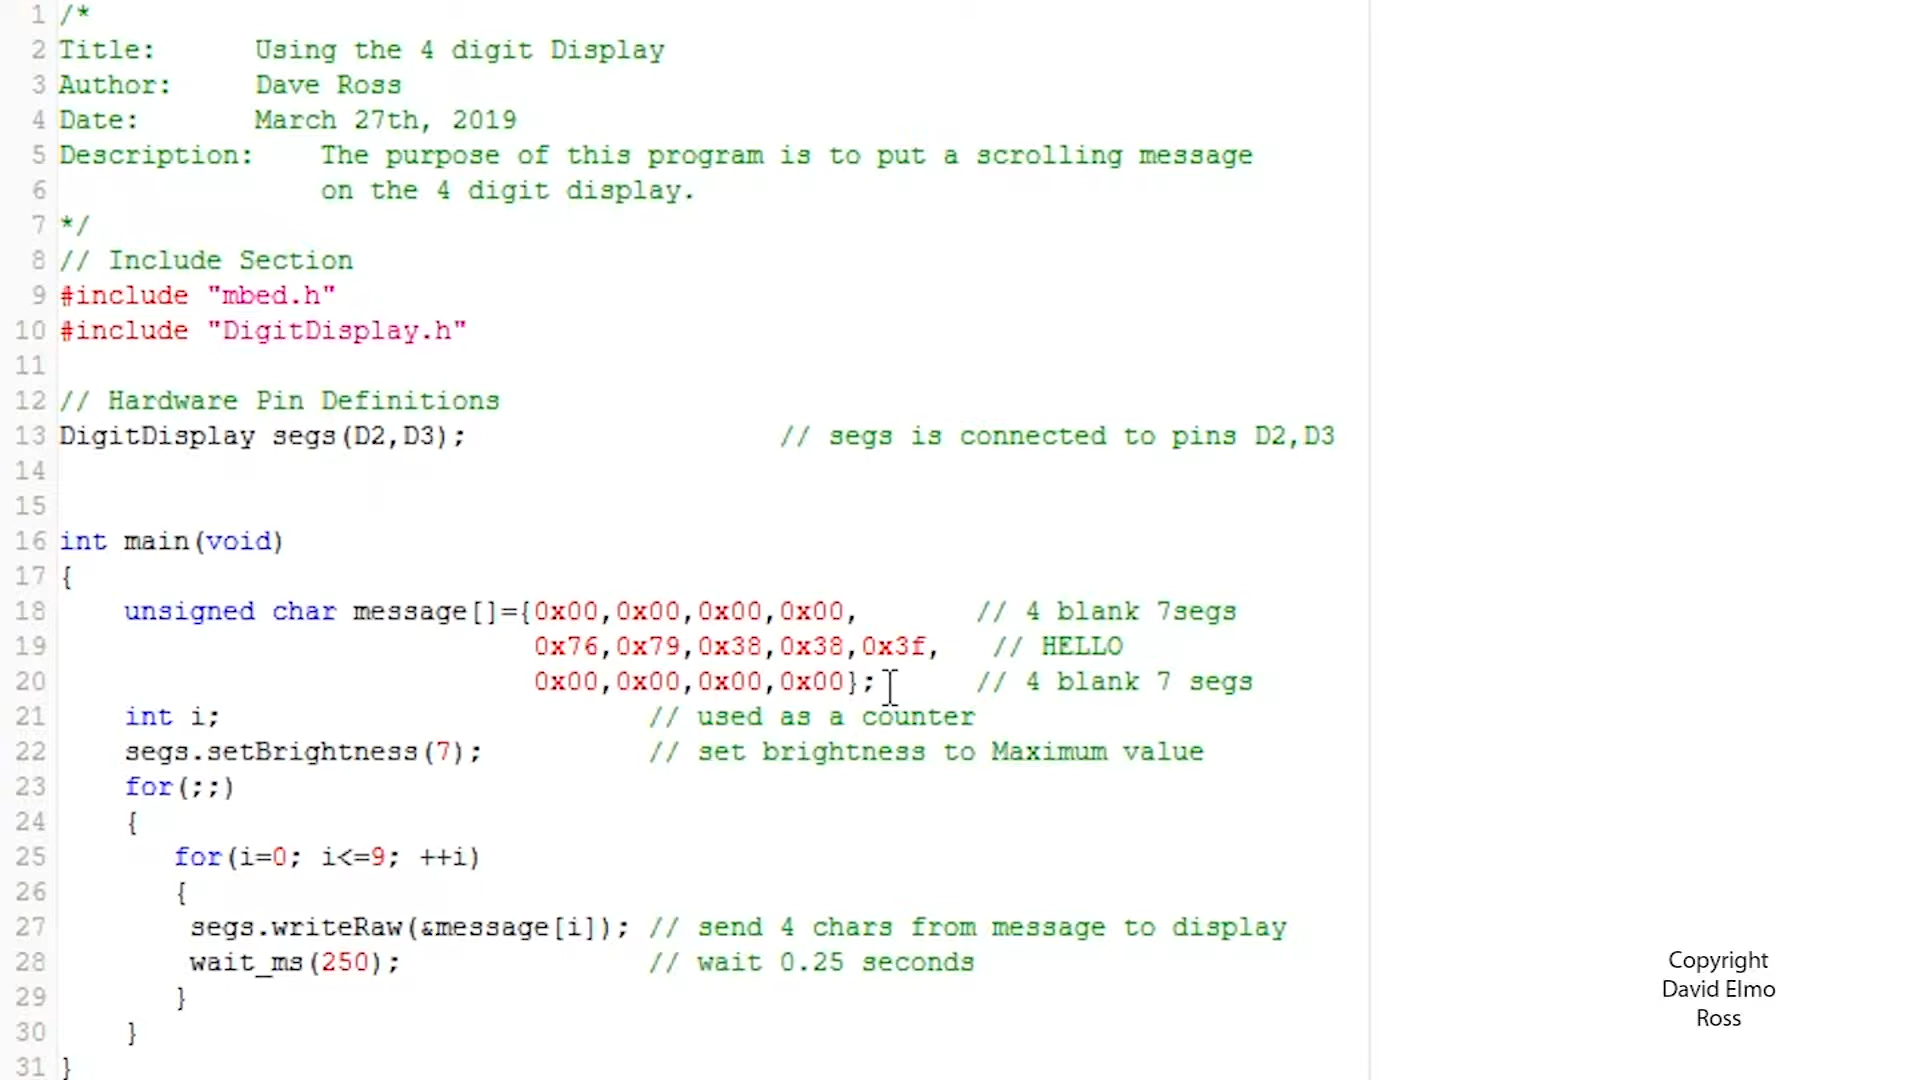 1 /*
2 Title:      Using the 4 digit Display
3 Author:     Dave Ross
4 Date:       March 27th, 2019
5 Description:    The purpose of this program is to put a scrolling message
6                 on the 4 digit display.
7 */
8 // Include Section
9 #include "mbed.h"
10 #include "DigitDisplay.h"
11
12 // Hardware Pin Definitions
13 DigitDisplay segs(D2,D3);                   // segs is connected to pins D2,D3
14
15
16 int main(void)
17 {
18     unsigned char message[]={0x00,0x00,0x00,0x00,       // 4 blank 7segs
19                              0x76,0x79,0x38,0x38,0x3f,   // HELLO
20                              0x00,0x00,0x00,0x00};      // 4 blank 7 segs
21     int i;                          // used as a counter
22     segs.setBrightness(7);          // set brightness to Maximum value
23     for(;;)
24     {
25        for(i=0; i<=9; ++i)
26        {
27         segs.writeRaw(&message[i]); // send 4 chars from message to display
28         wait_ms(250);               // wait 0.25 seconds
29        }
30     }
31 }
Copyright
David Elmo
Ross